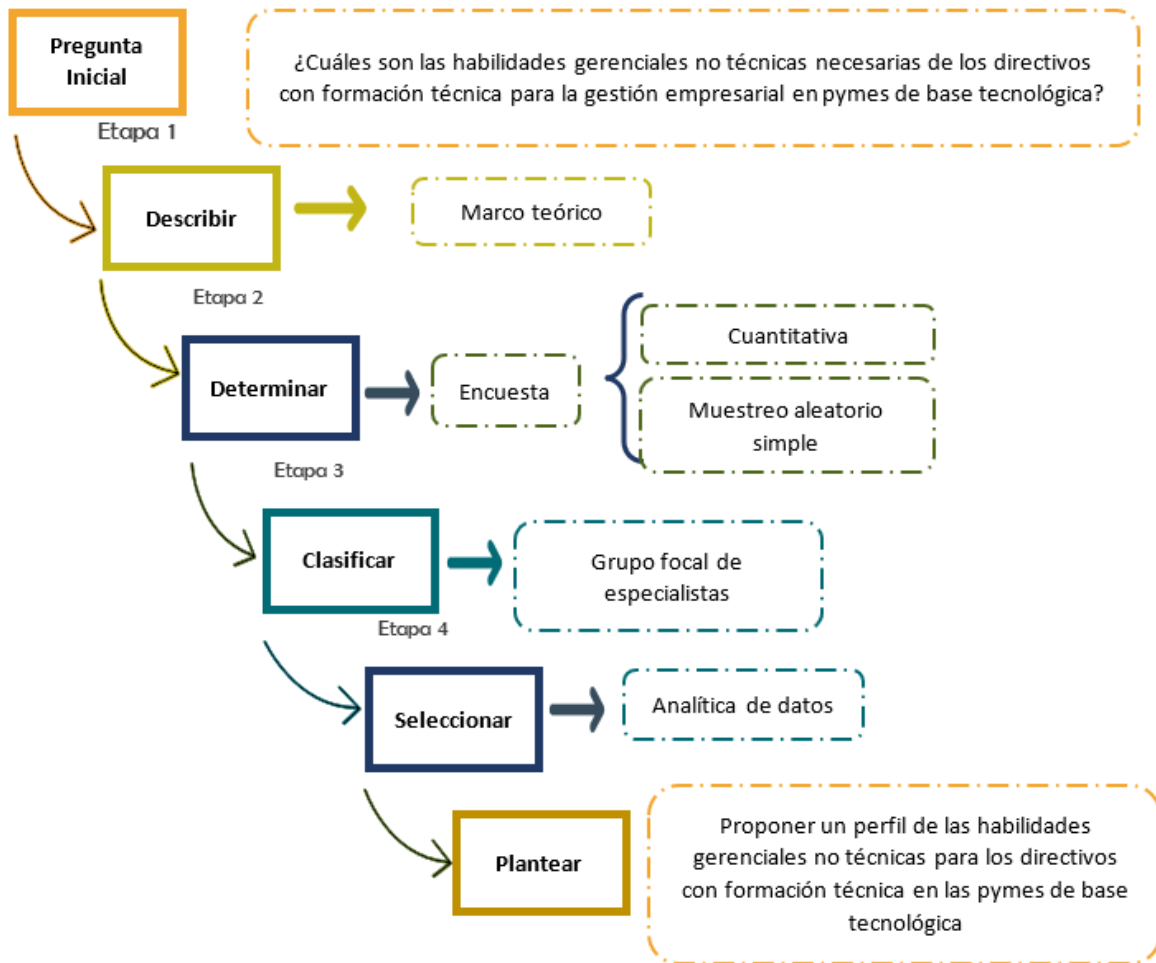 Pregunta
Inicial
¿Cuáles son las habilidades gerenciales no técnicas necesarias de los directivos
con formación técnica para la gestión empresarial en pymes de base tecnológica?
Etapa 1
Describir
Marco teórico
Etapa 2
Determinar
Encuesta
Cuantitativa
Muestreo aleatorio
simple
Etapa 3
Clasificar
Grupo focal de
especialistas
Etapa 4
Seleccionar
Analítica de datos
Plantear
Proponer un perfil de las habilidades
gerenciales no técnicas para los directivos
con formación técnica en las pymes de base
tecnológica